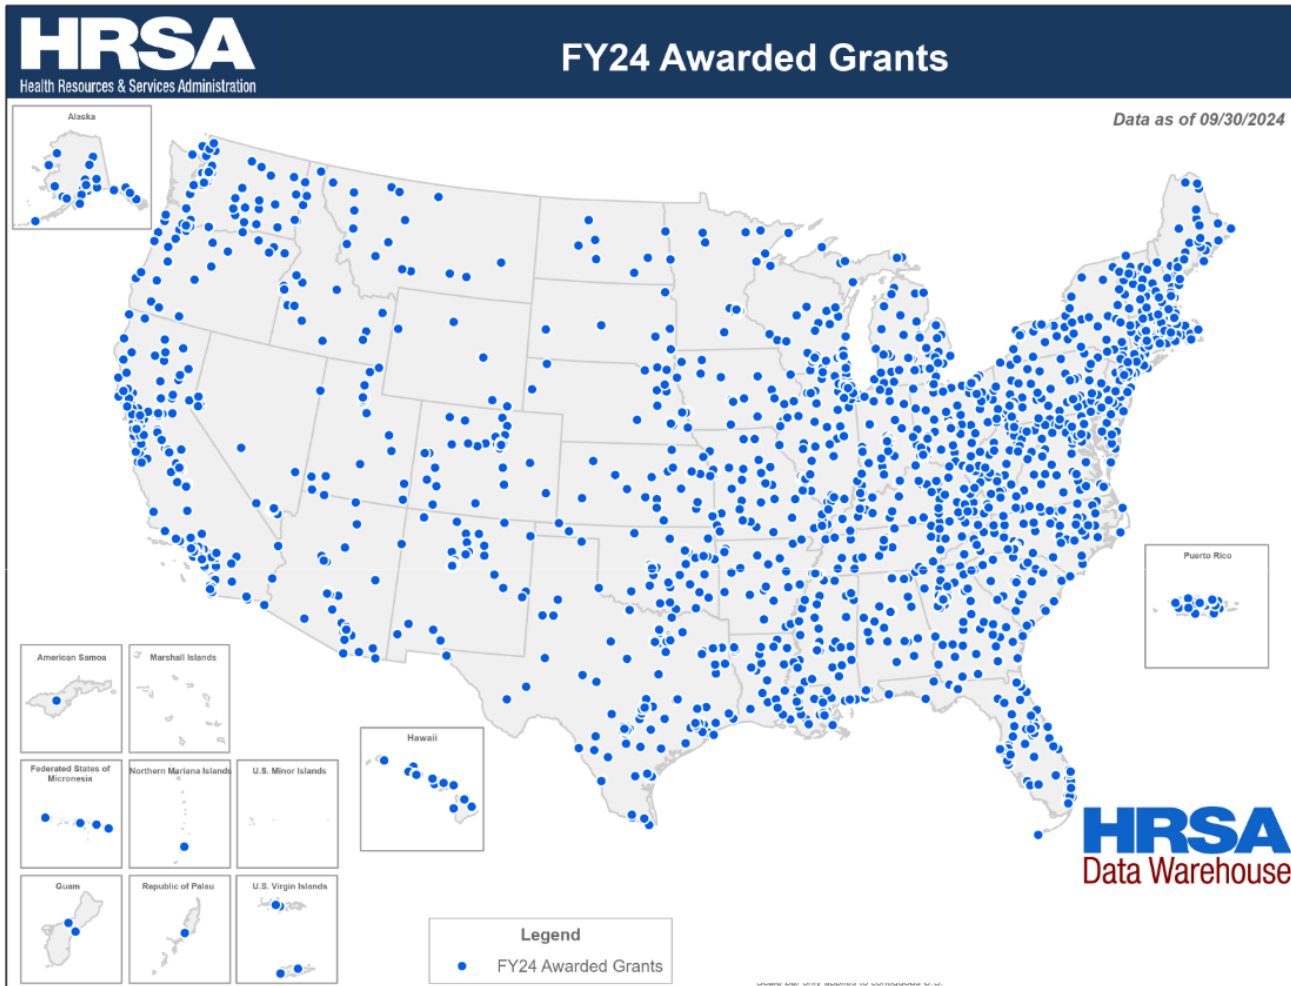 HRSA
Health Resources & Services Administration
FY24 Awarded Grants
Data as of 09/30/2024
Alaska
Puerto Rico
American Samoa
Marshall Islands
Hawaii
Federated States of
Micronesia
Northern Mariana Islands
U.S. Minor Islands
Guam
Republic of Palau
U.S. Virgin Islands
HRSA
Data Warehouse
Legend
FY24 Awarded Grants